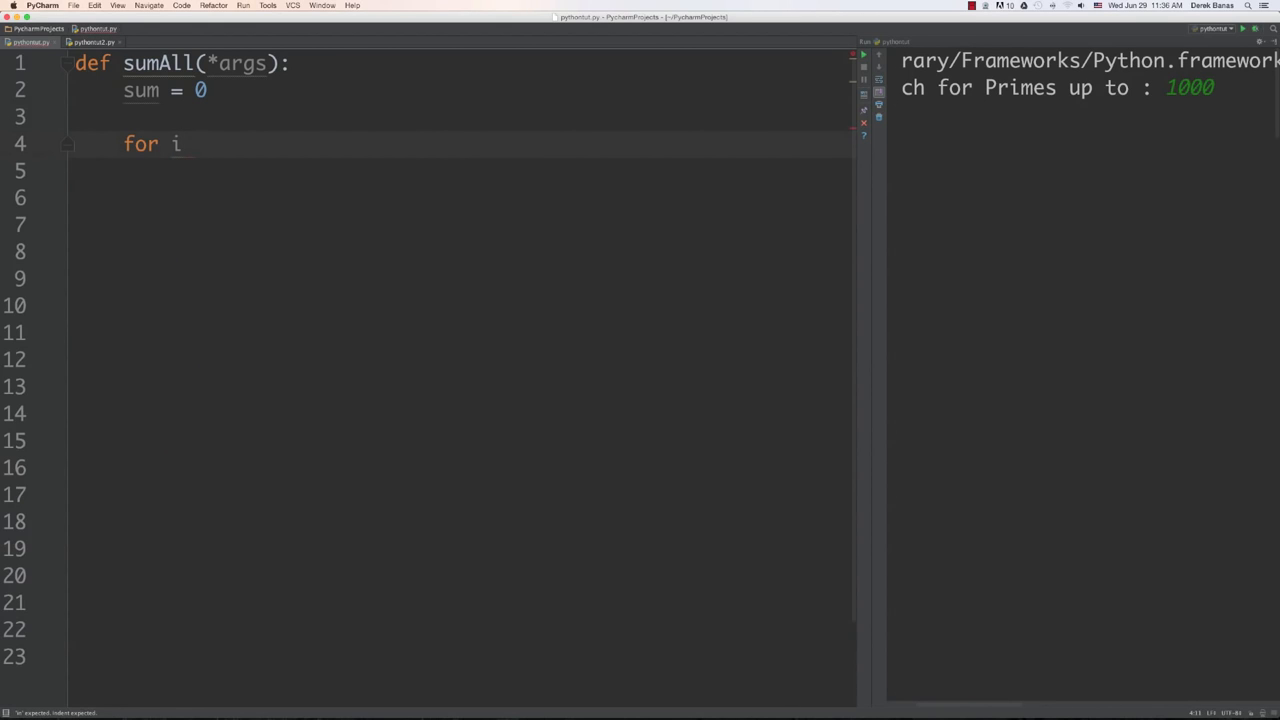 PyCharm File Edit View Navigate Code Refactor Run Tools VCS Window Help 10 Wed Jun 29 11:36 AM Derek Banas
pythontut.py - PycharmProjects - [~/PycharmProjects]
PycharmProjects pythontut.py pythontut
pythontut.py pythontut2.py Run: pythontut
1 def sumAll(*args):
2 sum = 0
3
4 for i
5
6
7
8
9
10
11
12
13
14
15
16
17
18
19
20
21
22
23
rary/Frameworks/Python.framework
ch for Primes up to : 1000
'in' expected. Indent expected. 4:11 LF÷ UTF-8÷